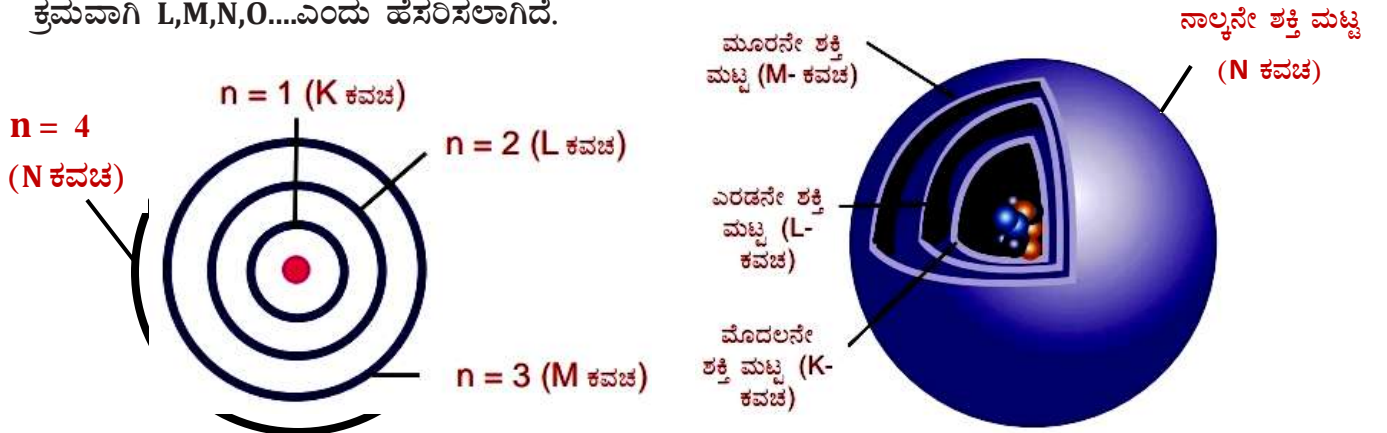 ಕ್ರಮವಾಗಿ L,M,N,O....ಎಂದು ಹೆಸರಿಸಲಾಗಿದೆ.
n = 1 (K ಕವಚ)
n = 4
(N ಕವಚ)
n = 2 (L ಕವಚ)
n = 3 (M ಕವಚ)
ಮೂರನೇ ಶಕ್ತಿ
ಮಟ್ಟ (M- ಕವಚ)
ನಾಲ್ಕನೇ ಶಕ್ತಿ ಮಟ್ಟ
(N ಕವಚ)
ಎರಡನೇ ಶಕ್ತಿ
ಮಟ್ಟ (L-
ಕವಚ)
ಮೊದಲನೇ
ಶಕ್ತಿ ಮಟ್ಟ (K-
ಕವಚ)